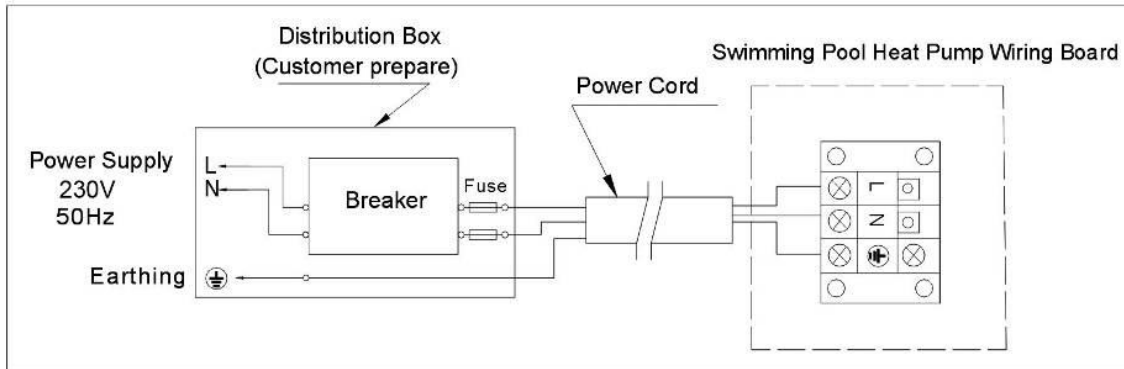 Distribution Box
(Customer prepare)
Swimming Pool Heat Pump Wiring Board
Power Cord
Power Supply
230V
50Hz
L
N
Breaker
Fuse
Earthing
L
N